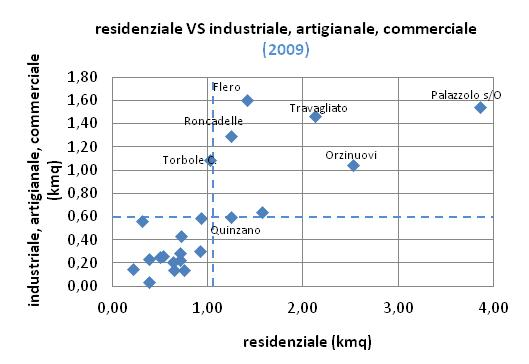 residenziale VS industriale, artigianale, commerciale
(2009)
industriale, artigianale, commerciale
(kmq)
1,80
1,60
1,40
1,20
1,00
0,80
0,60
0,40
0,20
0,00
Flero
Travagliato
Palazzolo s/O
Roncadelle
Torbole C.
Orzinuovi
Quinzano
0,00
1,00
2,00
3,00
4,00
residenziale (kmq)